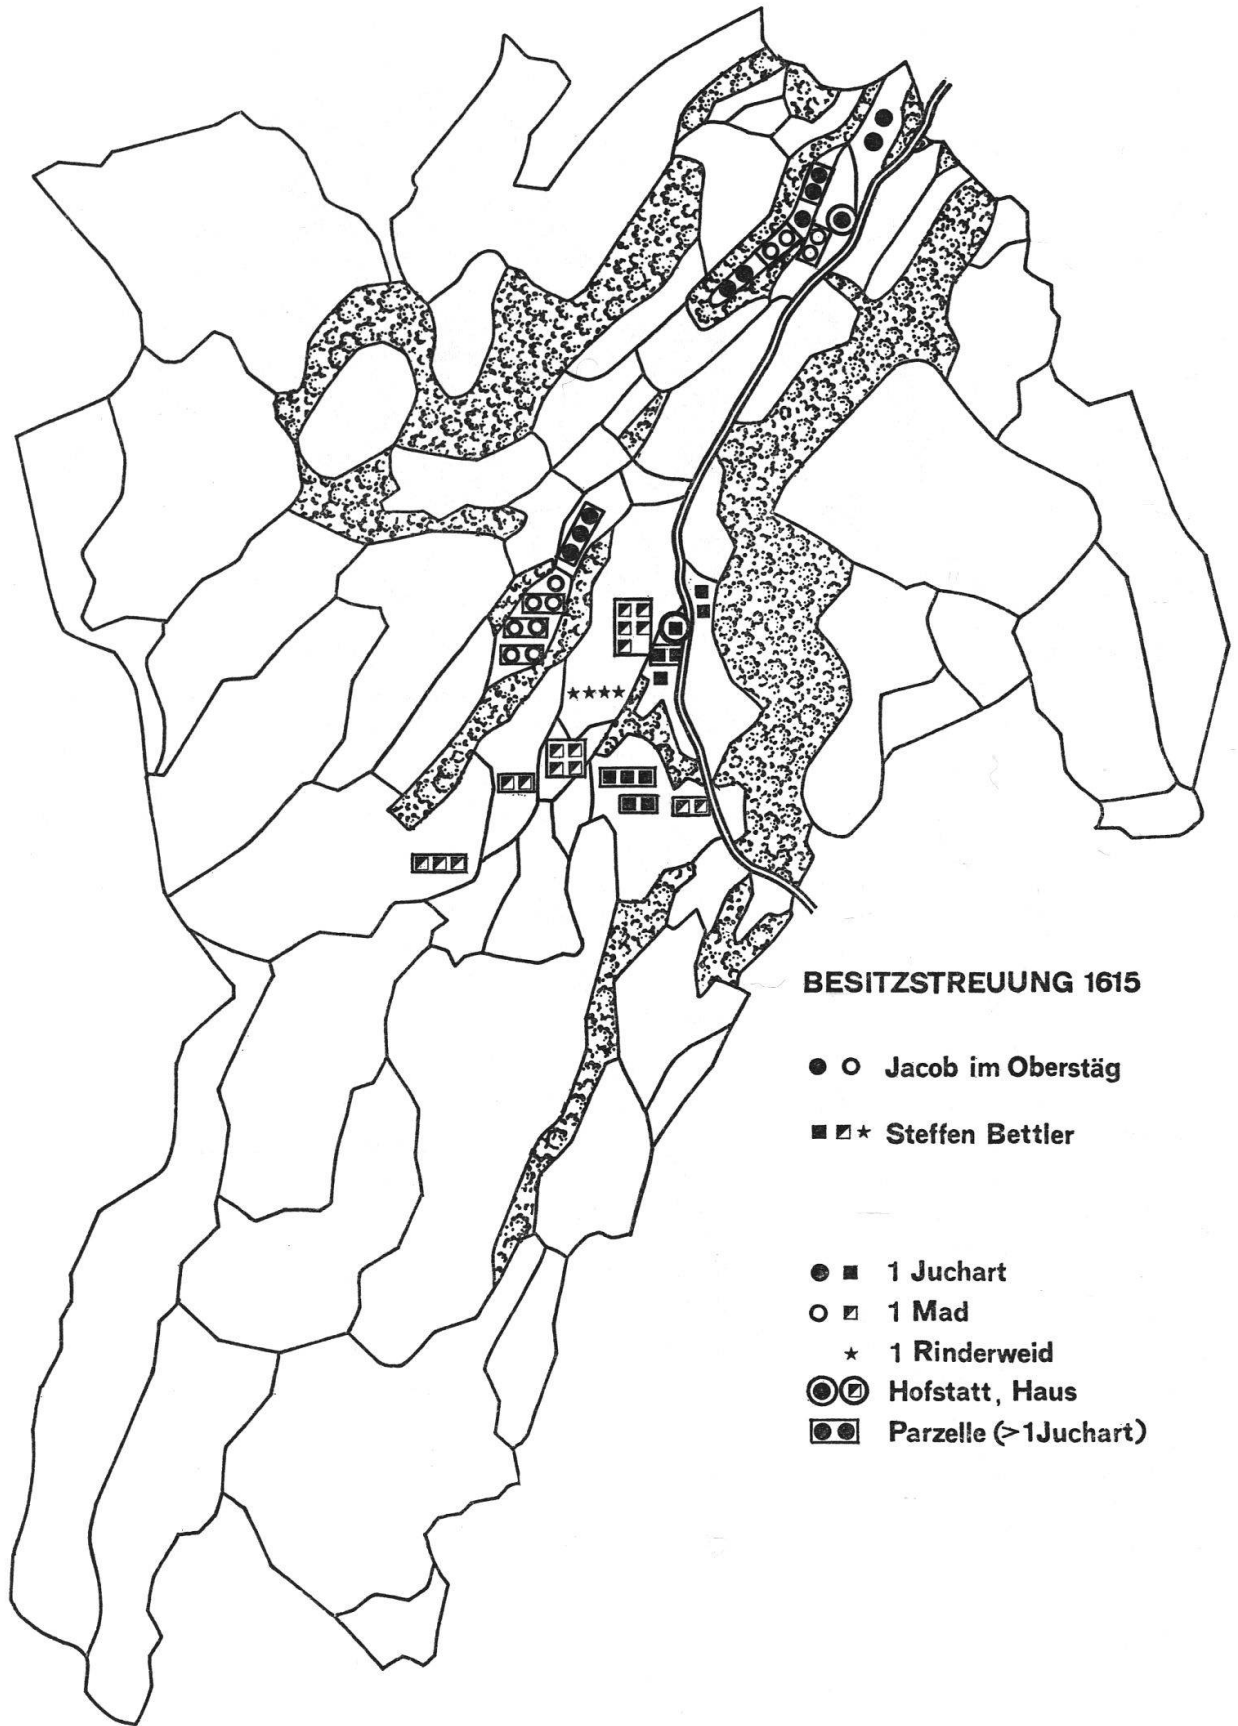 BESITZSTREUUNG 1615
Jacob im Oberstäg
Steffen Bettler
1 Juchart
1 Mad
1 Rinderweid
Hofstatt, Haus
Parzelle (>1Juchart)